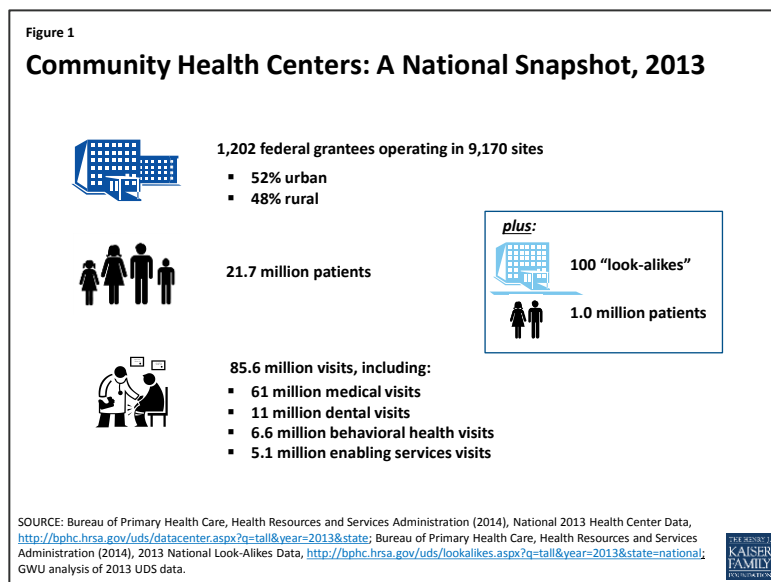 Figure 1
Community Health Centers: A National Snapshot, 2013
1,202 federal grantees operating in 9,170 sites
▪ 52% urban
▪ 48% rural
21.7 million patients
plus:
100 “look-alikes”
1.0 million patients
85.6 million visits, including:
▪ 61 million medical visits
▪ 11 million dental visits
▪ 6.6 million behavioral health visits
▪ 5.1 million enabling services visits
SOURCE: Bureau of Primary Health Care, Health Resources and Services Administration (2014), National 2013 Health Center Data,
http://bphc.hrsa.gov/uds/datacenter.aspx?q=tall&year=2013&state; Bureau of Primary Health Care, Health Resources and Services
Administration (2014), 2013 National Look-Alikes Data, http://bphc.hrsa.gov/uds/lookalikes.aspx?q=tall&year=2013&state=national;
GWU analysis of 2013 UDS data.
THE HENRY J.
KAISER
FAMILY
FOUNDATION